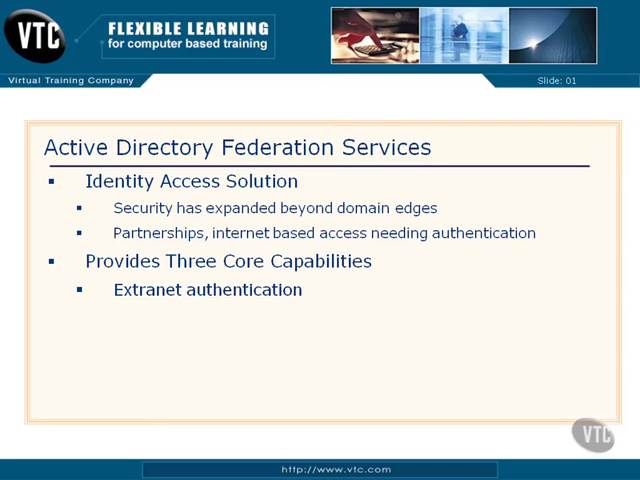 VTC
FLEXIBLE LEARNING
for computer based training
Virtual Training Company
Slide: 01
Active Directory Federation Services
Identity Access Solution
Security has expanded beyond domain edges
Partnerships, internet based access needing authentication
Provides Three Core Capabilities
Extranet authentication
VTC
http://www.vtc.com